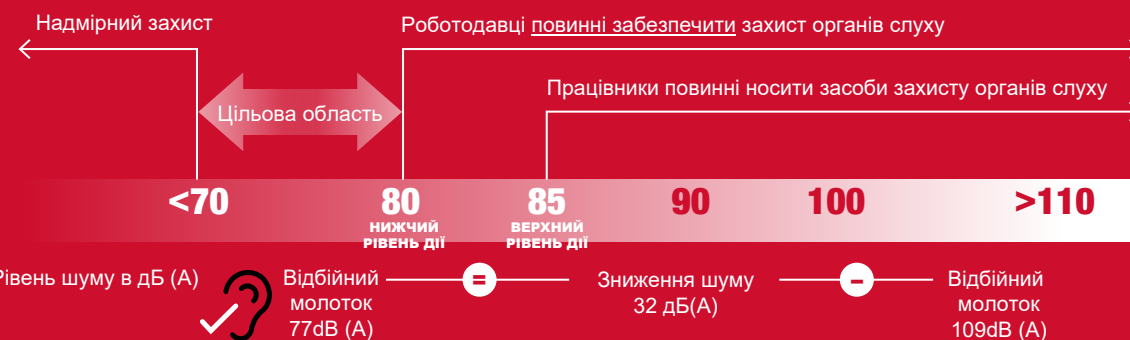 Надмірний захист
Роботодавці повинні забезпечити захист органів слуху
Працівники повинні носити засоби захисту органів слуху
Цільова область
<70
80
НИЖЧИЙ
РІВЕНЬ ДІЇ
85
ВЕРХНИЙ
РІВЕНЬ ДІЇ
90
100
>110
Рівень шуму в дБ (A)
Відбійний
молоток
77dB (A)
=
Зниження шуму
32 дБ(A)
-
Відбійний
молоток
109dB (A)